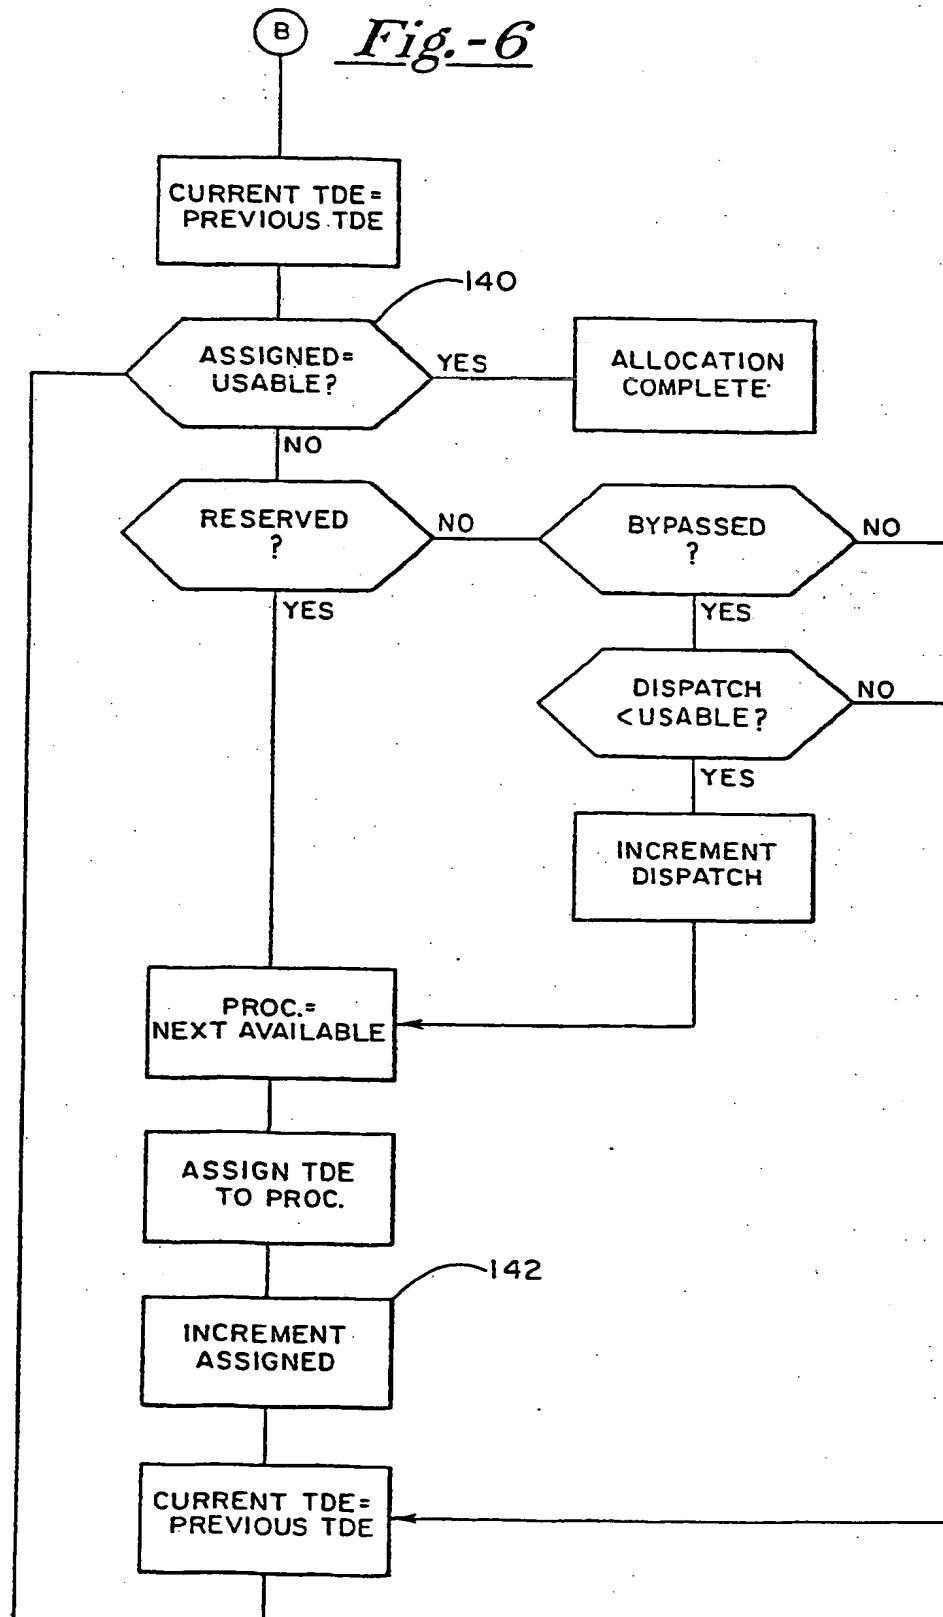 B
Fig.-6
CURRENT TDE=
PREVIOUS TDE
140
ASSIGNED=
USABLE?
YES
ALLOCATION
COMPLETE
NO
RESERVED
?
NO
BYPASSED
?
NO
YES
YES
DISPATCH
<USABLE?
NO
YES
INCREMENT
DISPATCH
PROC.=
NEXT AVAILABLE
ASSIGN TDE
TO PROC.
142
INCREMENT
ASSIGNED
CURRENT TDE=
PREVIOUS TDE